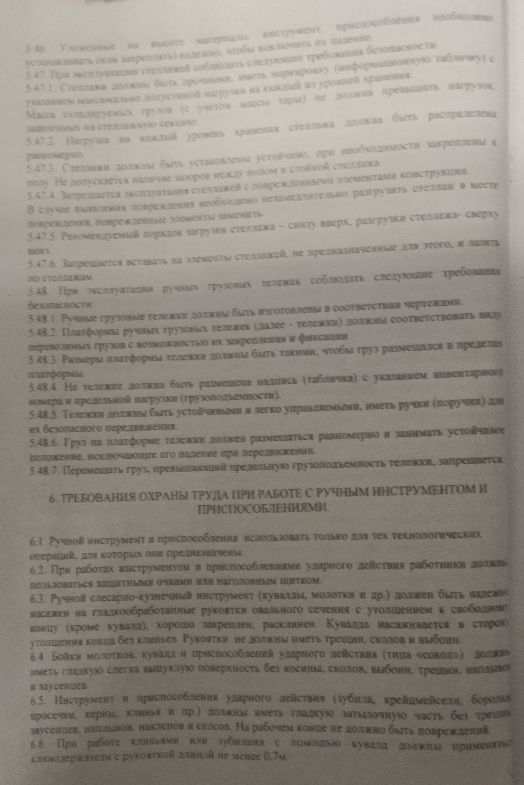 5.46. Уложенные на высоте материалы, инструмент, приспособления необходимо
устанавливать (или закреплять) надежно, чтобы исключить их падение.
5.47. При эксплуатации стеллажей соблюдать следующие требования безопасности:
5.47.1. Стеллажи должны быть прочными, иметь маркировку (информационную табличку) с
указанием максимально допустимой нагрузки на каждый из уровней хранения.
Масса складируемых грузов (с учетом массы тары) не должна превышать нагрузок,
заявленных на стеллажную секцию.
5.47.2. Нагрузка на каждый уровень хранения стеллажа должна быть распределена
равномерно.
5.47.3. Стеллажи должны быть установлены устойчиво, при необходимости закреплены к
полу. Не допускается наличие зазоров между полом и стойкой стеллажа.
5.47.4. Запрещается эксплуатация стеллажей с поврежденными элементами конструкции.
В случае выявления повреждения необходимо незамедлительно разгрузить стеллаж в месте
повреждения, поврежденные элементы заменить.
5.47.5. Рекомендуемый порядок загрузки стеллажа - снизу вверх, разгрузки стеллажа- сверху
вниз.
5.47.6. Запрещается вставать на элементы стеллажей, не предназначенные для этого, и лазить
по стеллажам.
5.48. При эксплуатации ручных грузовых тележек соблюдать следующие требования
безопасности:
5.48.1. Ручные грузовые тележки должны быть изготовлены в соответствии чертежами.
5.48.2. Платформы ручных грузовых тележек (далее - тележки) должны соответствовать виду
перевозимых грузов с возможностью их закрепления и фиксации
5.48.3. Размеры платформы тележки должны быть такими, чтобы груз размещался в пределах
платформы.
5.48.4. На тележке должна быть размещена надпись (табличка) с указанием инвентарного
номера и предельной нагрузки (грузоподъемности).
5.48.5. Тележки должны быть устойчивыми и легко управляемыми, иметь ручки (поручни) для
их безопасного передвижения.
5.48.6. Груз на платформе тележки должен размещаться равномерно и занимать устойчивое
положение, исключающее его падение при передвижении.
5.48.7. Перемещать груз, превышающий предельную грузоподъемность тележки, запрещается.
6. ТРЕБОВАНИЯ ОХРАНЫ ТРУДА ПРИ РАБОТЕ С РУЧНЫМ ИНСТРУМЕНТОМ И
ПРИСПОСОБЛЕНИЯМИ.
6.1. Ручной инструмент и приспособления использовать только для тех технологических
операций, для которых они предназначены.
6.2. При работах инструментом и приспособлениями ударного действия работники должны
пользоваться защитными очками или наголовным щитком.
6.3. Ручной слесарно-кузнечный инструмент (кувалды, молотки и др.) должен быть надежно
насажен на гладкообработанные рукоятки овального сечения с утолщением к свободному
концу (кроме кувалд), хорошо закреплен, расклинен. Кувалда насаживается в сторону
утолщения конца без клиньев. Рукоятки не должны иметь трещин, сколов и выбоин.
6.4. Бойки молотков, кувалд и приспособлений ударного действия (типа «сокол») должны
иметь гладкую слегка выпуклую поверхность без косины, сколов, выбоин, трещин, наплывов
и заусенцев.
6.5. Инструмент и приспособления ударного действия (зубила, крейцмейсели, бородки,
просечки, керны, клинья и пр.) должны иметь гладкую затылочную часть без трещин,
заусенцев, наплывов, наклепов и скосов. На рабочем конце не должно быть повреждений.
6.6. При работе клиньями или зубилами с помощью кувалд должны применяться
клинодержатели с рукояткой длиной не менее 0,7м.